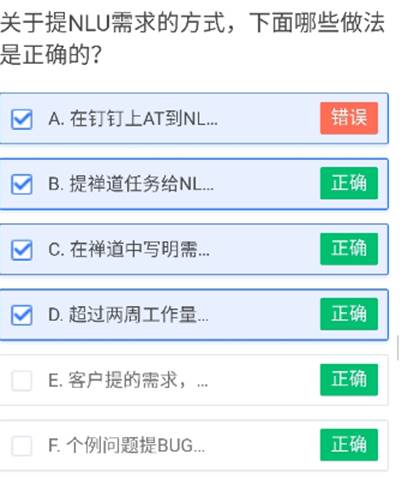 关于提NLU需求的方式，下面哪些做法
是正确的？
A. 在钉钉上AT到NL... 错误
B. 提禅道任务给NL... 正确
C. 在禅道中写明需... 正确
D. 超过两周工作量... 正确
E. 客户提的需求，... 正确
F. 个例问题提BUG... 正确